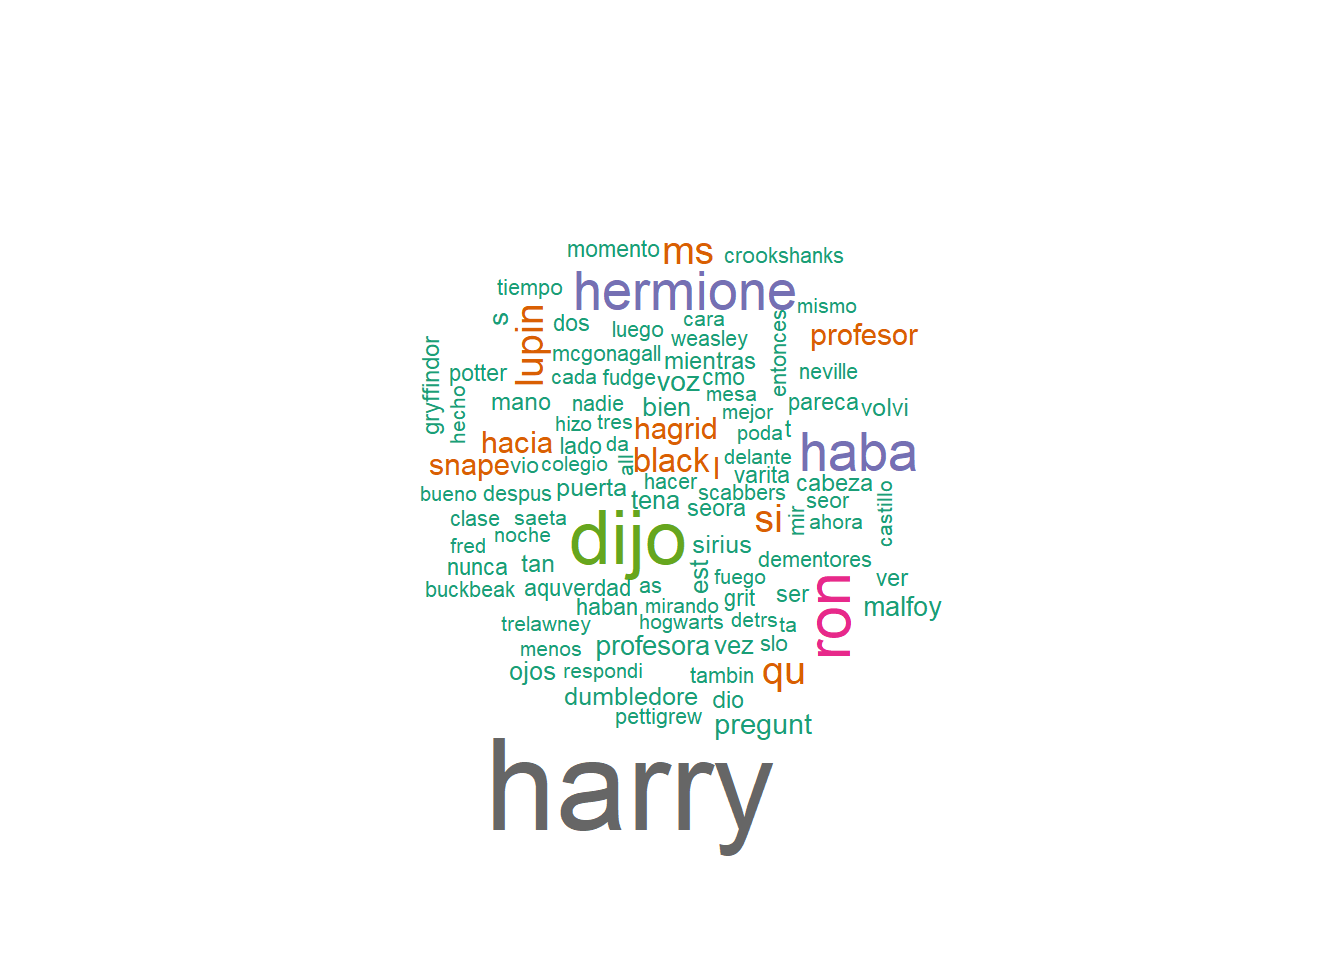 momento ms crookshanks
tiempo hermione mismo
s lupin dos luego cara weasley entonces profesor
gryffindor potter mcgonagall mientras neville
cada fudge voz cmo
hecho mano nadie bien mesa mejor pareca volvi
hizo tres hagrid poda t
hacia lado da haba
snape vio colegio all black l delante varita
bueno despus puerta hacer scabbers cabeza
tena seora seor castillo
clase saeta dijo si mir ahora
fred noche sirius
nunca tan est dementores
buckbeak aqu verdad as fuego ron ver
haban mirando grit ser malfoy
trelawney hogwarts detrs ta
menos profesora vez slo
ojos respondi tambin qu
dumbledore dio
pettigrew pregunt
harry